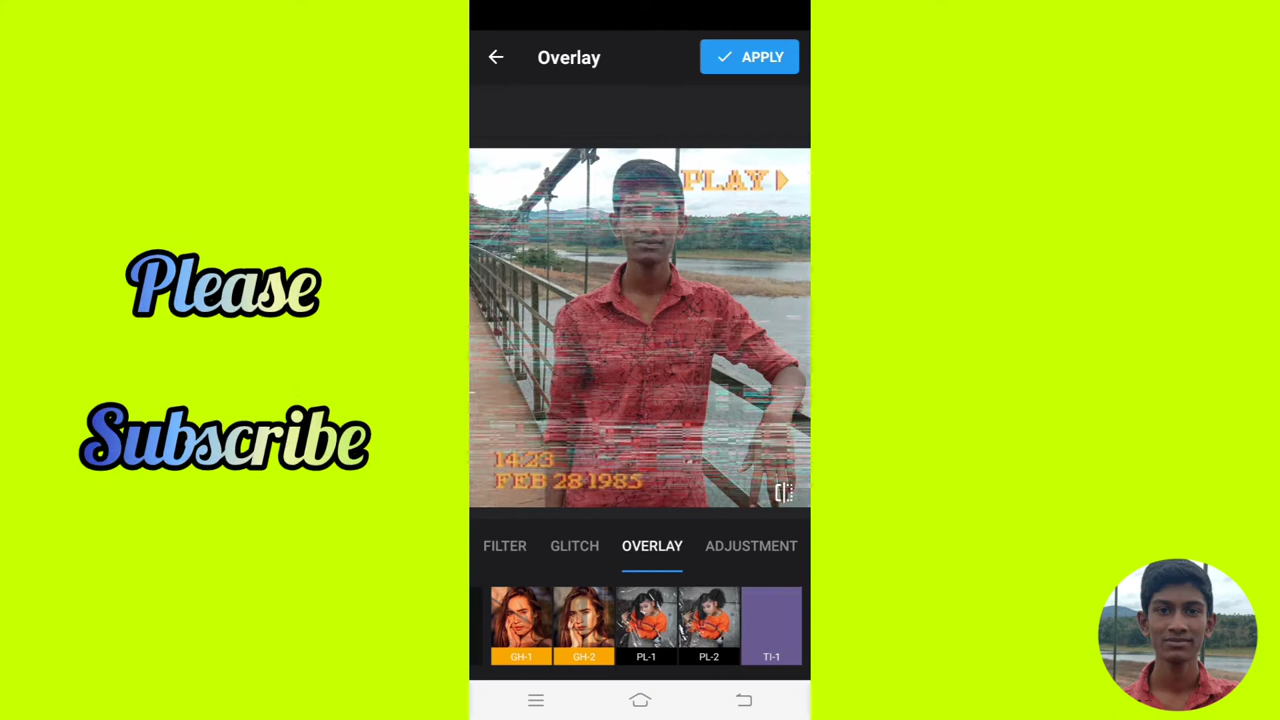 Overlay
APPLY
PLAY
Please
Subscribe
14:23
FEB 28 1985
FILTER GLITCH OVERLAY ADJUSTMENT
GH-1 GH-2 PL-1 PL-2 TI-1